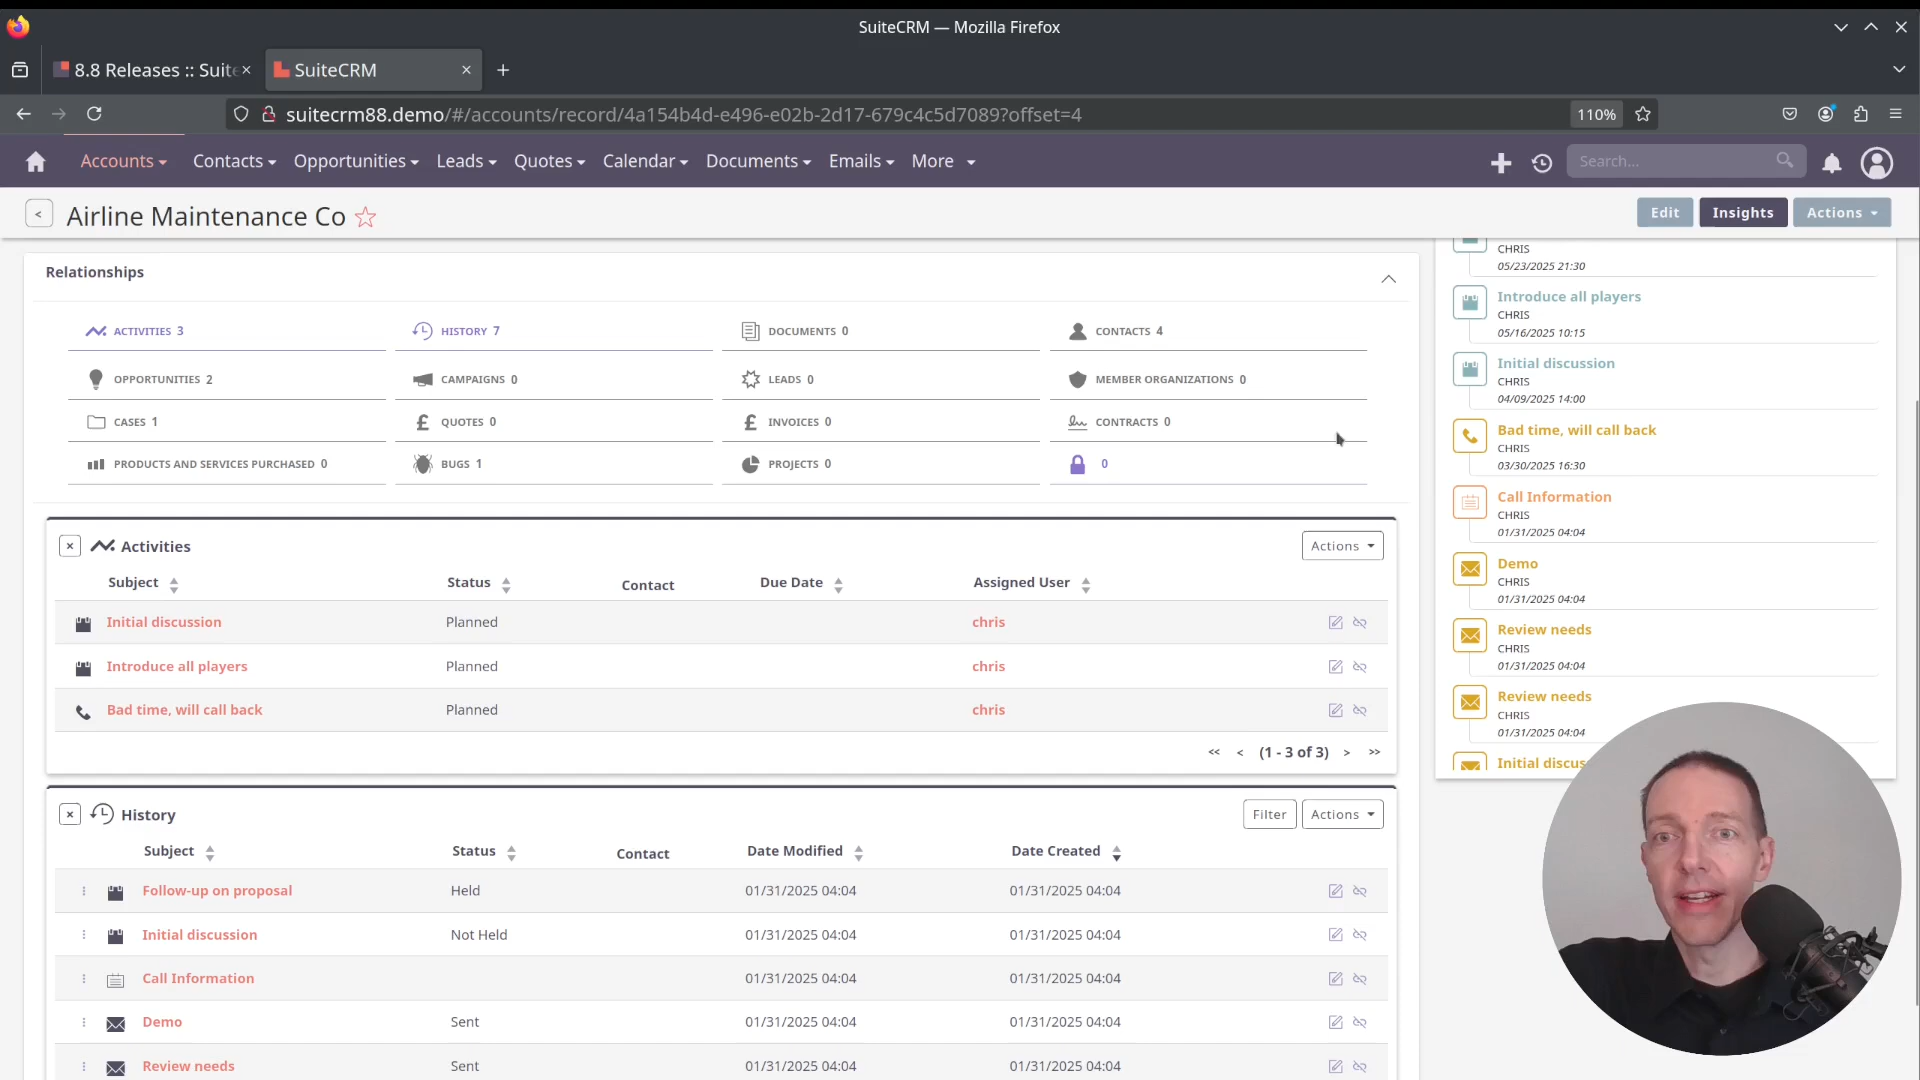 SuiteCRM — Mozilla Firefox
8.8 Releases :: Suite
SuiteCRM
suitecrm88.demo/#/accounts/record/4a154b4d-e496-e02b-2d17-679c4c5d7089?offset=4
110%
Accounts Contacts Opportunities Leads Quotes Calendar Documents Emails More
Search...
< Airline Maintenance Co
Edit Insights Actions
Relationships
ACTIVITIES 3 HISTORY 7 DOCUMENTS 0 CONTACTS 4
OPPORTUNITIES 2 CAMPAIGNS 0 LEADS 0 MEMBER ORGANIZATIONS 0
CASES 1 QUOTES 0 INVOICES 0 CONTRACTS 0
PRODUCTS AND SERVICES PURCHASED 0 BUGS 1 PROJECTS 0 0
Activities
Actions
Subject Status Contact Due Date Assigned User
Initial discussion Planned chris
Introduce all players Planned chris
Bad time, will call back Planned chris
<< < (1 - 3 of 3) > >>
History
Filter Actions
Subject Status Contact Date Modified Date Created
Follow-up on proposal Held 01/31/2025 04:04 01/31/2025 04:04
Initial discussion Not Held 01/31/2025 04:04 01/31/2025 04:04
Call Information 01/31/2025 04:04 01/31/2025 04:04
Demo Sent 01/31/2025 04:04 01/31/2025 04:04
Review needs Sent 01/31/2025 04:04 01/31/2025 04:04
CHRIS
05/23/2025 21:30
Introduce all players
CHRIS
05/16/2025 10:15
Initial discussion
CHRIS
04/09/2025 14:00
Bad time, will call back
CHRIS
03/30/2025 16:30
Call Information
CHRIS
01/31/2025 04:04
Demo
CHRIS
01/31/2025 04:04
Review needs
CHRIS
01/31/2025 04:04
Review needs
CHRIS
01/31/2025 04:04
Initial discus